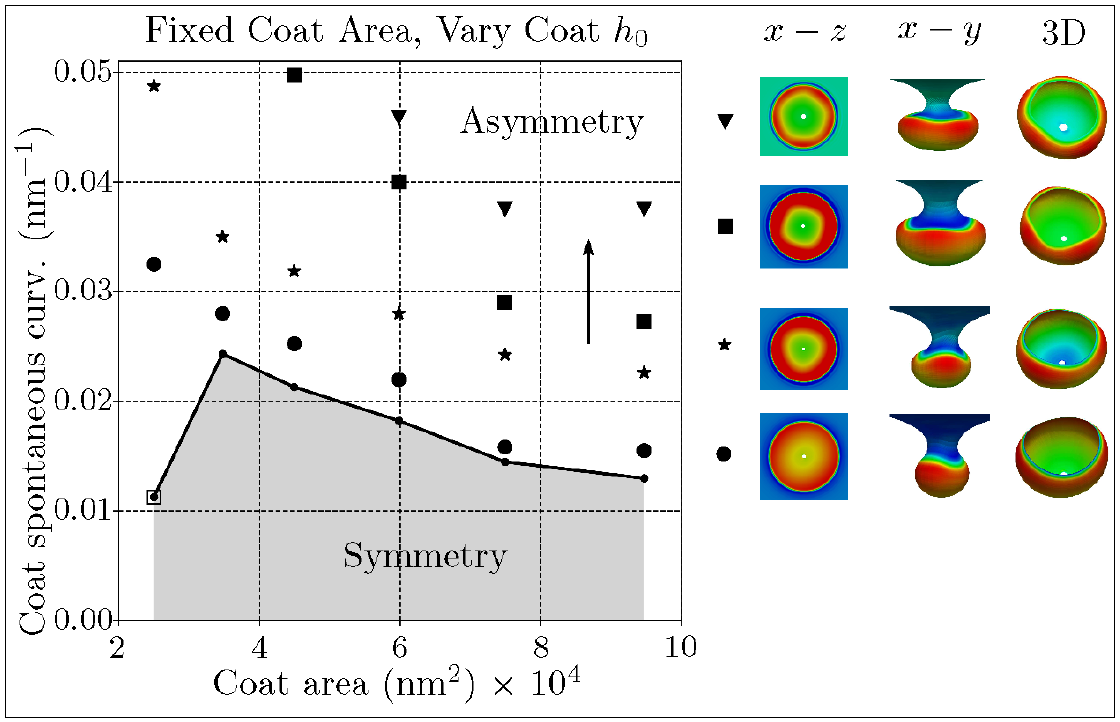 Fixed Coat Area, Vary Coat h₀
x − z
x − y
3D
Coat spontaneous curv. (nm⁻¹)
0.05
0.04
0.03
0.02
0.01
0.00
Asymmetry
Symmetry
2
4
6
8
10
Coat area (nm²) × 10⁴